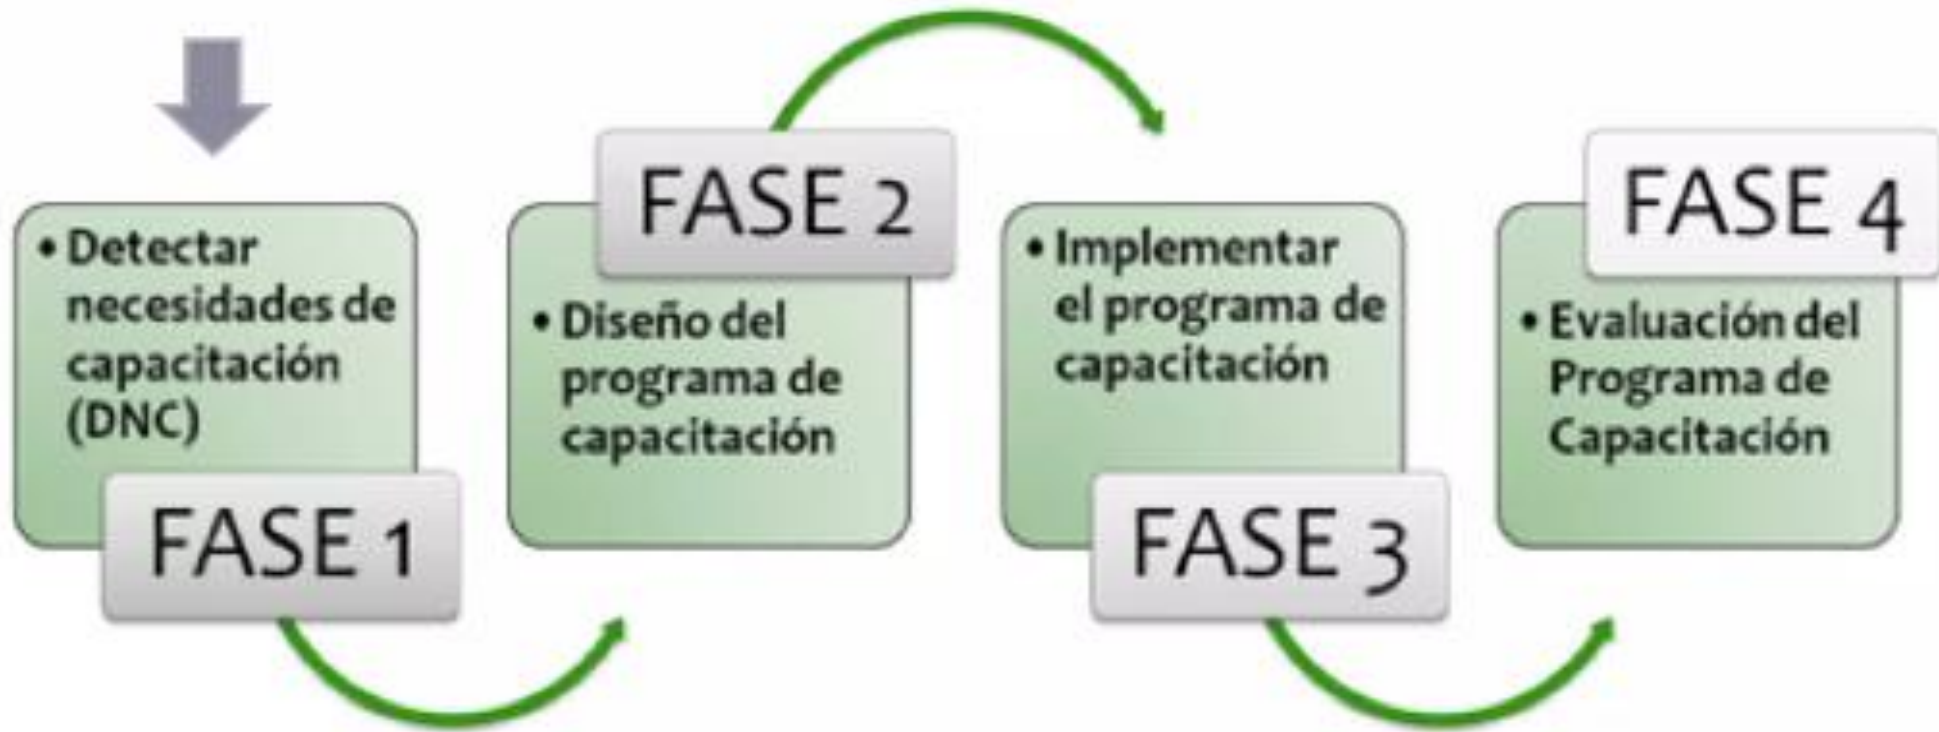 • Detectar
necesidades de
capacitación
(DNC)
FASE 1
FASE 2
• Diseño del
programa de
capacitación
• Implementar
el programa de
capacitación
FASE 3
FASE 4
• Evaluación del
Programa de
Capacitación